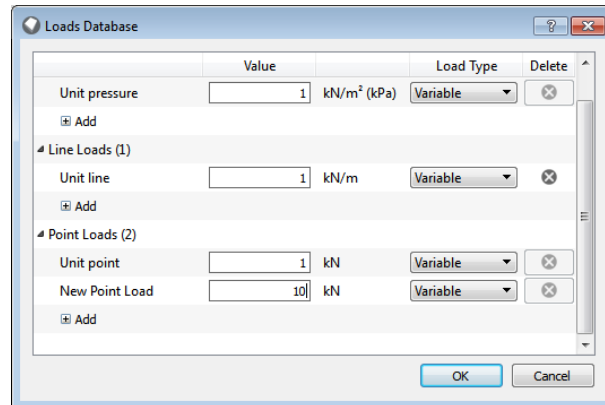 Loads Database
Value Load Type Delete
Unit pressure 1 kN/m² (kPa) Variable
Add
Line Loads (1)
Unit line 1 kN/m Variable
Add
Point Loads (2)
Unit point 1 kN Variable
New Point Load 10 kN Variable
Add
OK Cancel